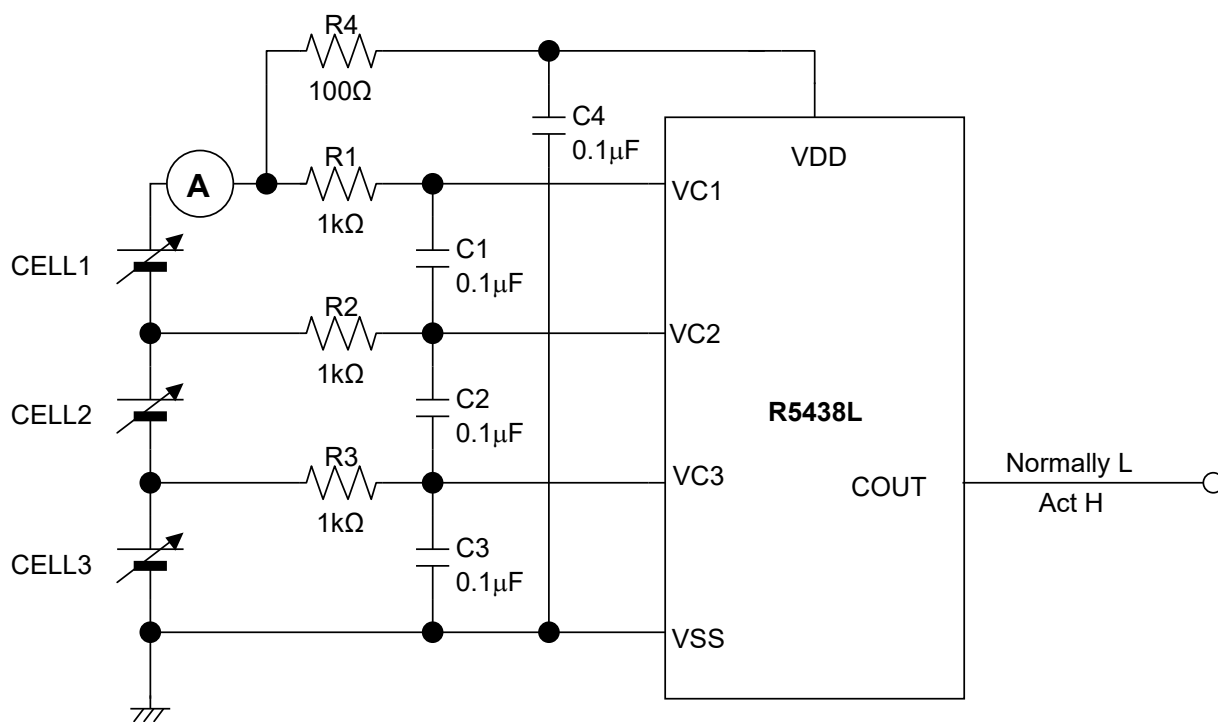 R4
100Ω
C4
0.1μF
VDD
A
R1
1kΩ
VC1
CELL1
C1
0.1μF
R2
1kΩ
VC2
CELL2
C2
0.1μF
R5438L
R3
1kΩ
VC3
COUT
Normally L
Act H
CELL3
C3
0.1μF
VSS